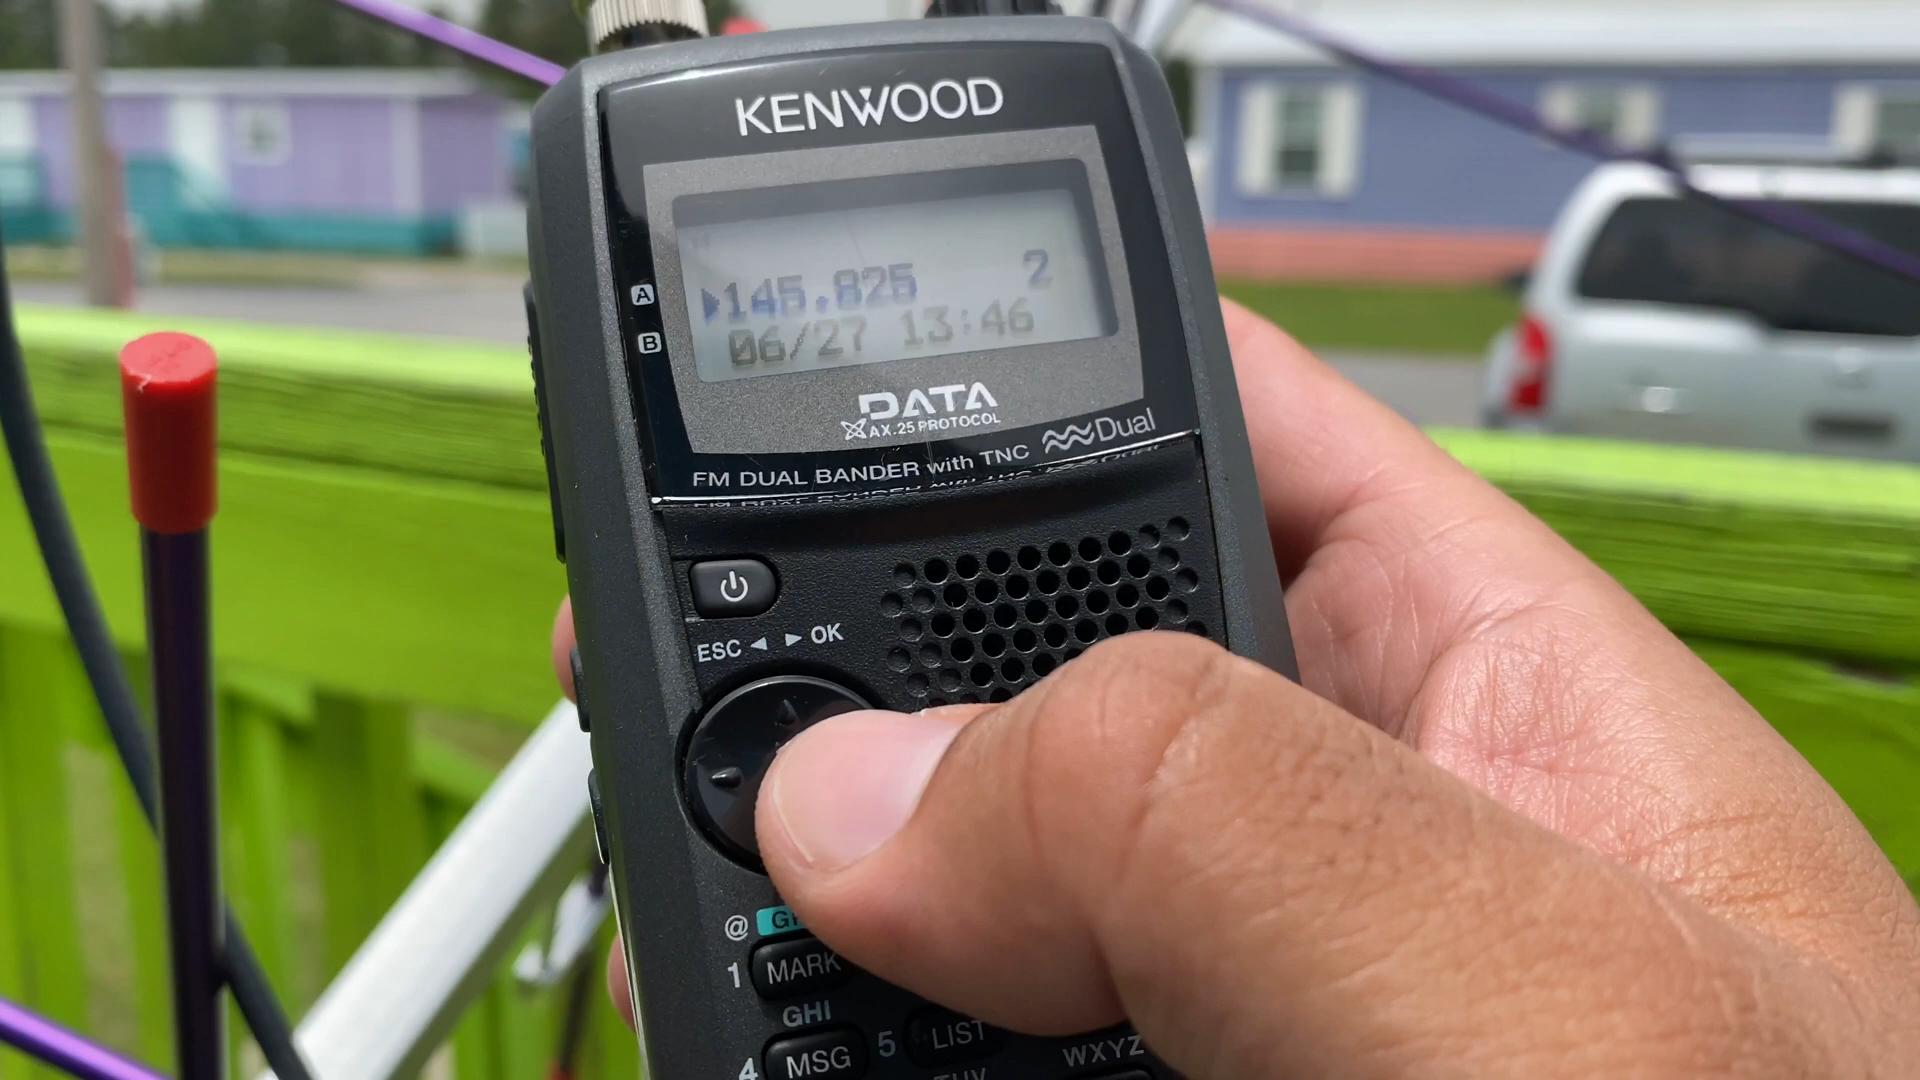 KENWOOD
A ▶145.825 2
B 06/27 13:46
DATA
AX.25 PROTOCOL
FM DUAL BANDER with TNC Dual
ESC ◀ ▶ OK
@
1 MARK
GHI
4 MSG 5 LIST
WXYZ